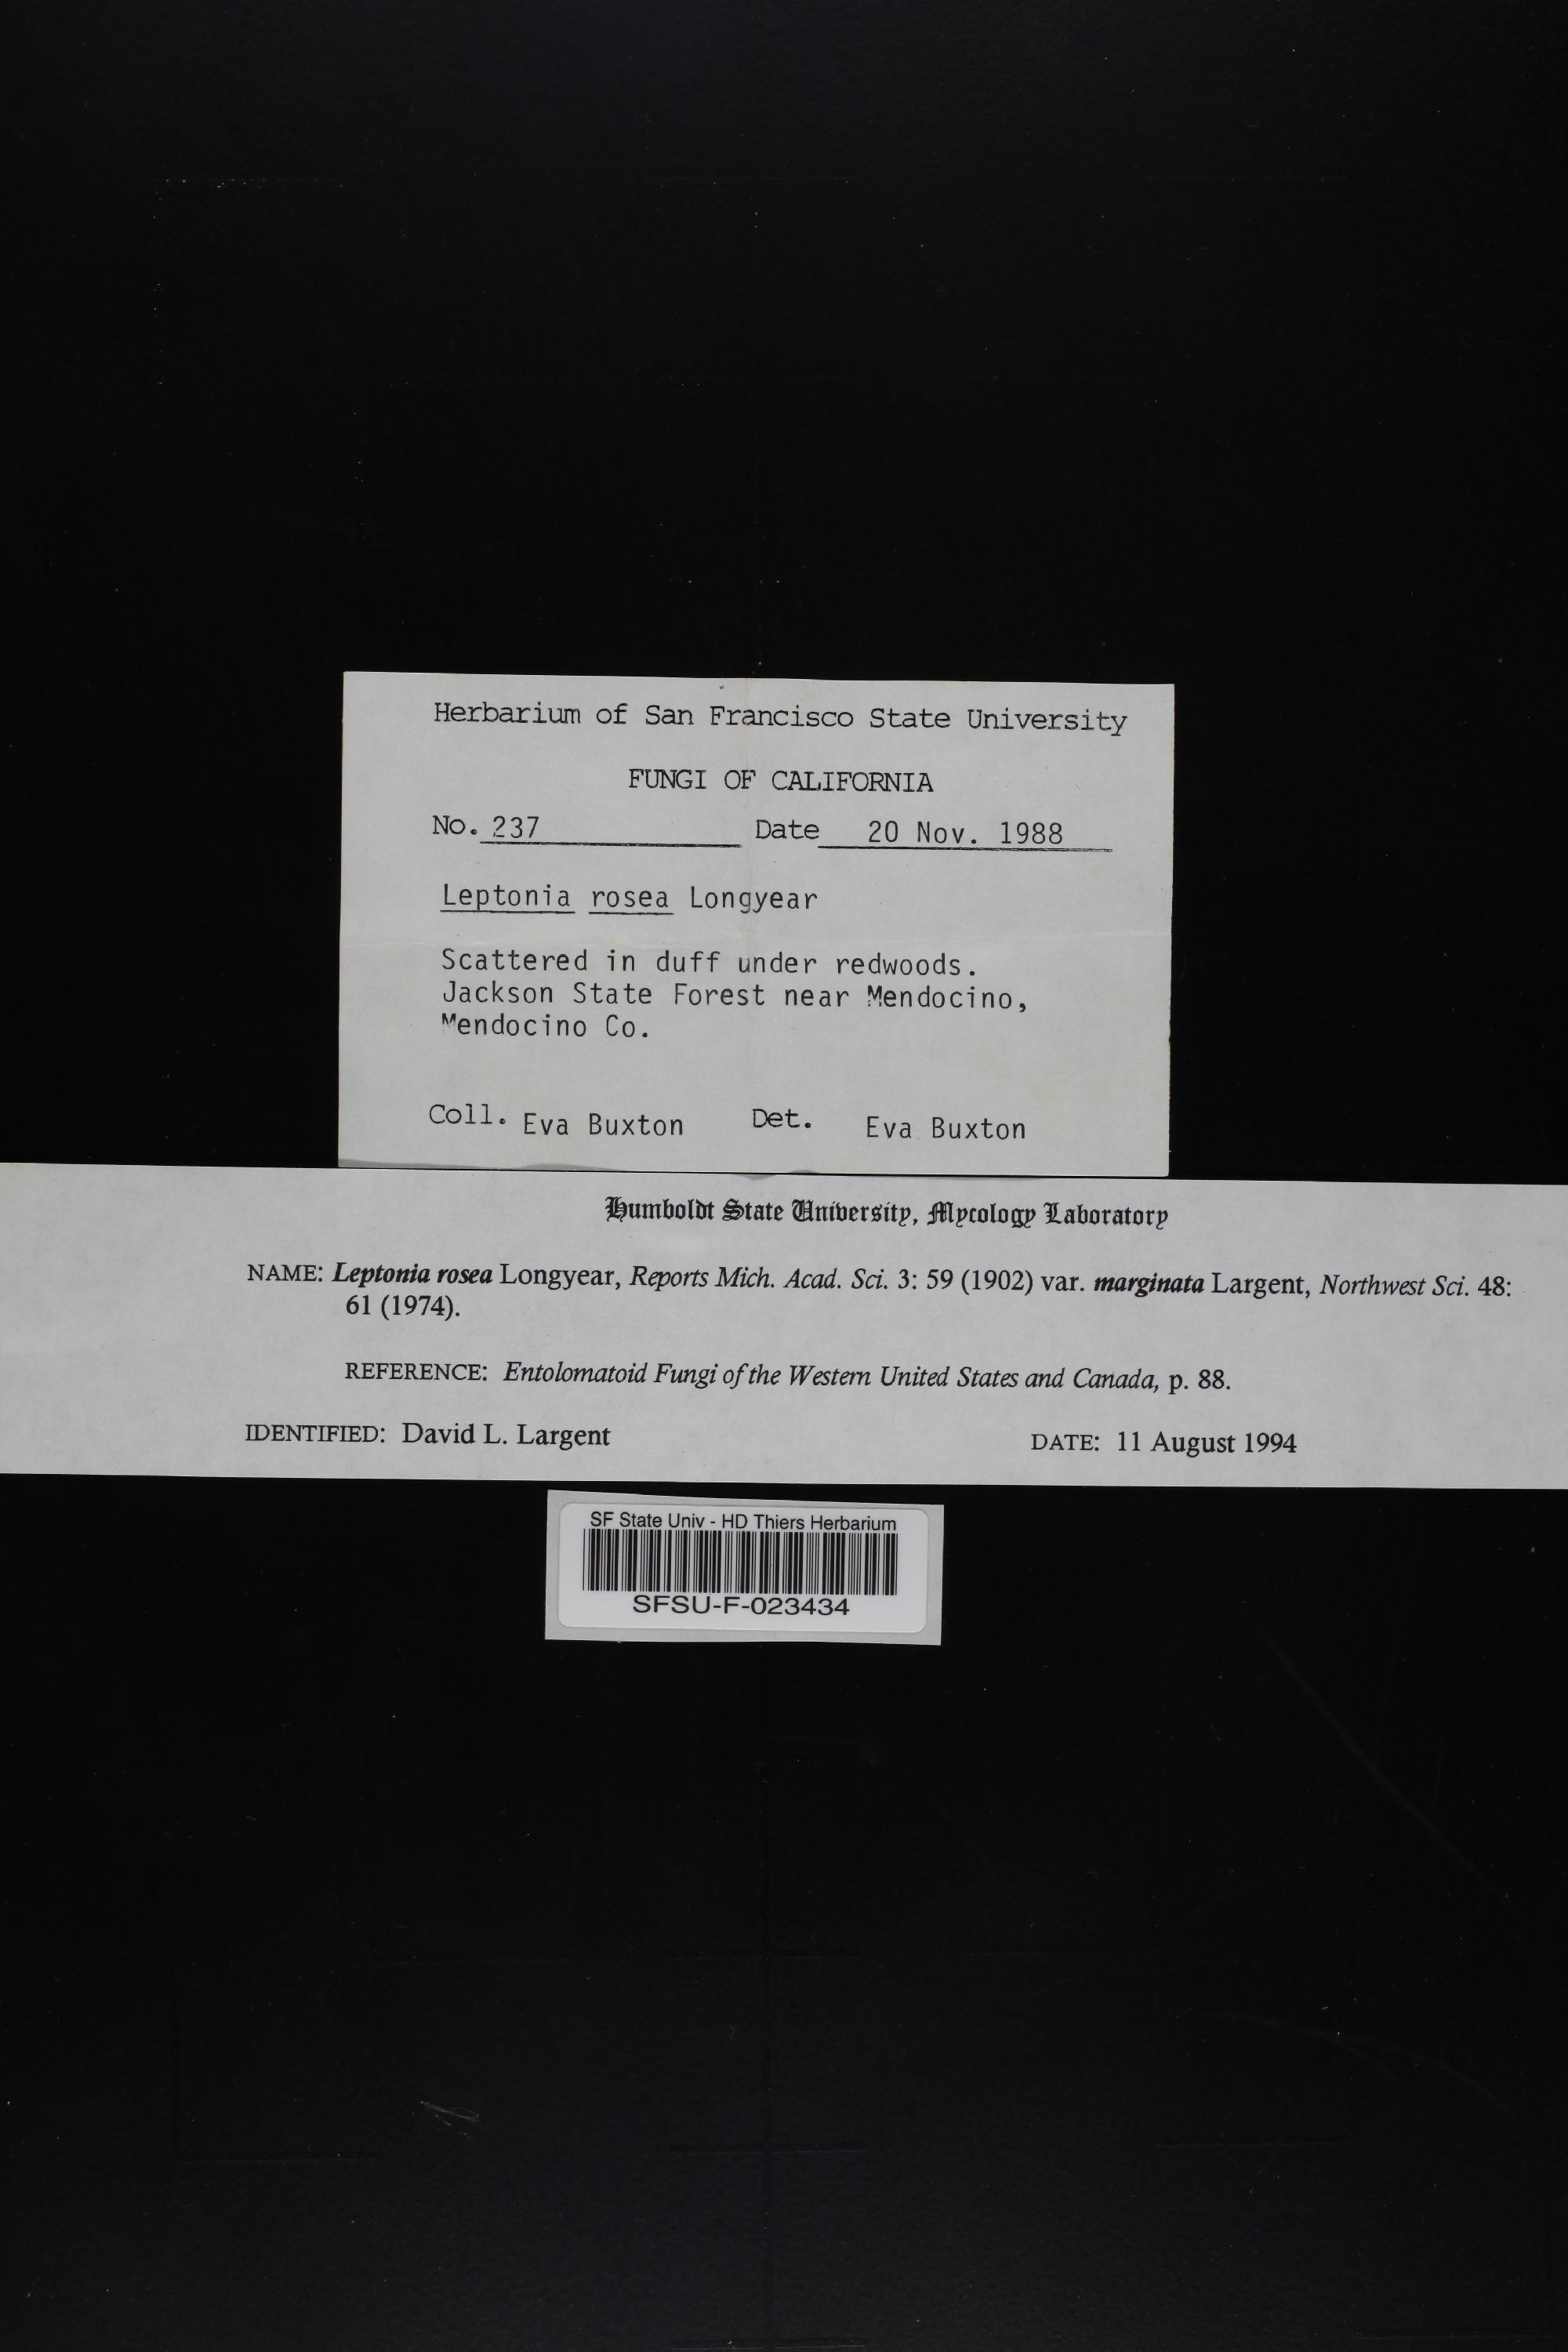 Herbarium of San Francisco State University
FUNGI OF CALIFORNIA
No. 237 Date 20 Nov. 1988
Leptonia rosea Longyear
Scattered in duff under redwoods.
Jackson State Forest near Mendocino,
Mendocino Co.
Coll. Eva Buxton Det. Eva Buxton
Humboldt State University, Mycology Laboratory
NAME: Leptonia rosea Longyear, Reports Mich. Acad. Sci. 3: 59 (1902) var. marginata Largent, Northwest Sci. 48:
61 (1974).
REFERENCE: Entolomatoid Fungi of the Western United States and Canada, p. 88.
IDENTIFIED: David L. Largent DATE: 11 August 1994
SF State Univ - HD Thiers Herbarium
SFSU-F-023434